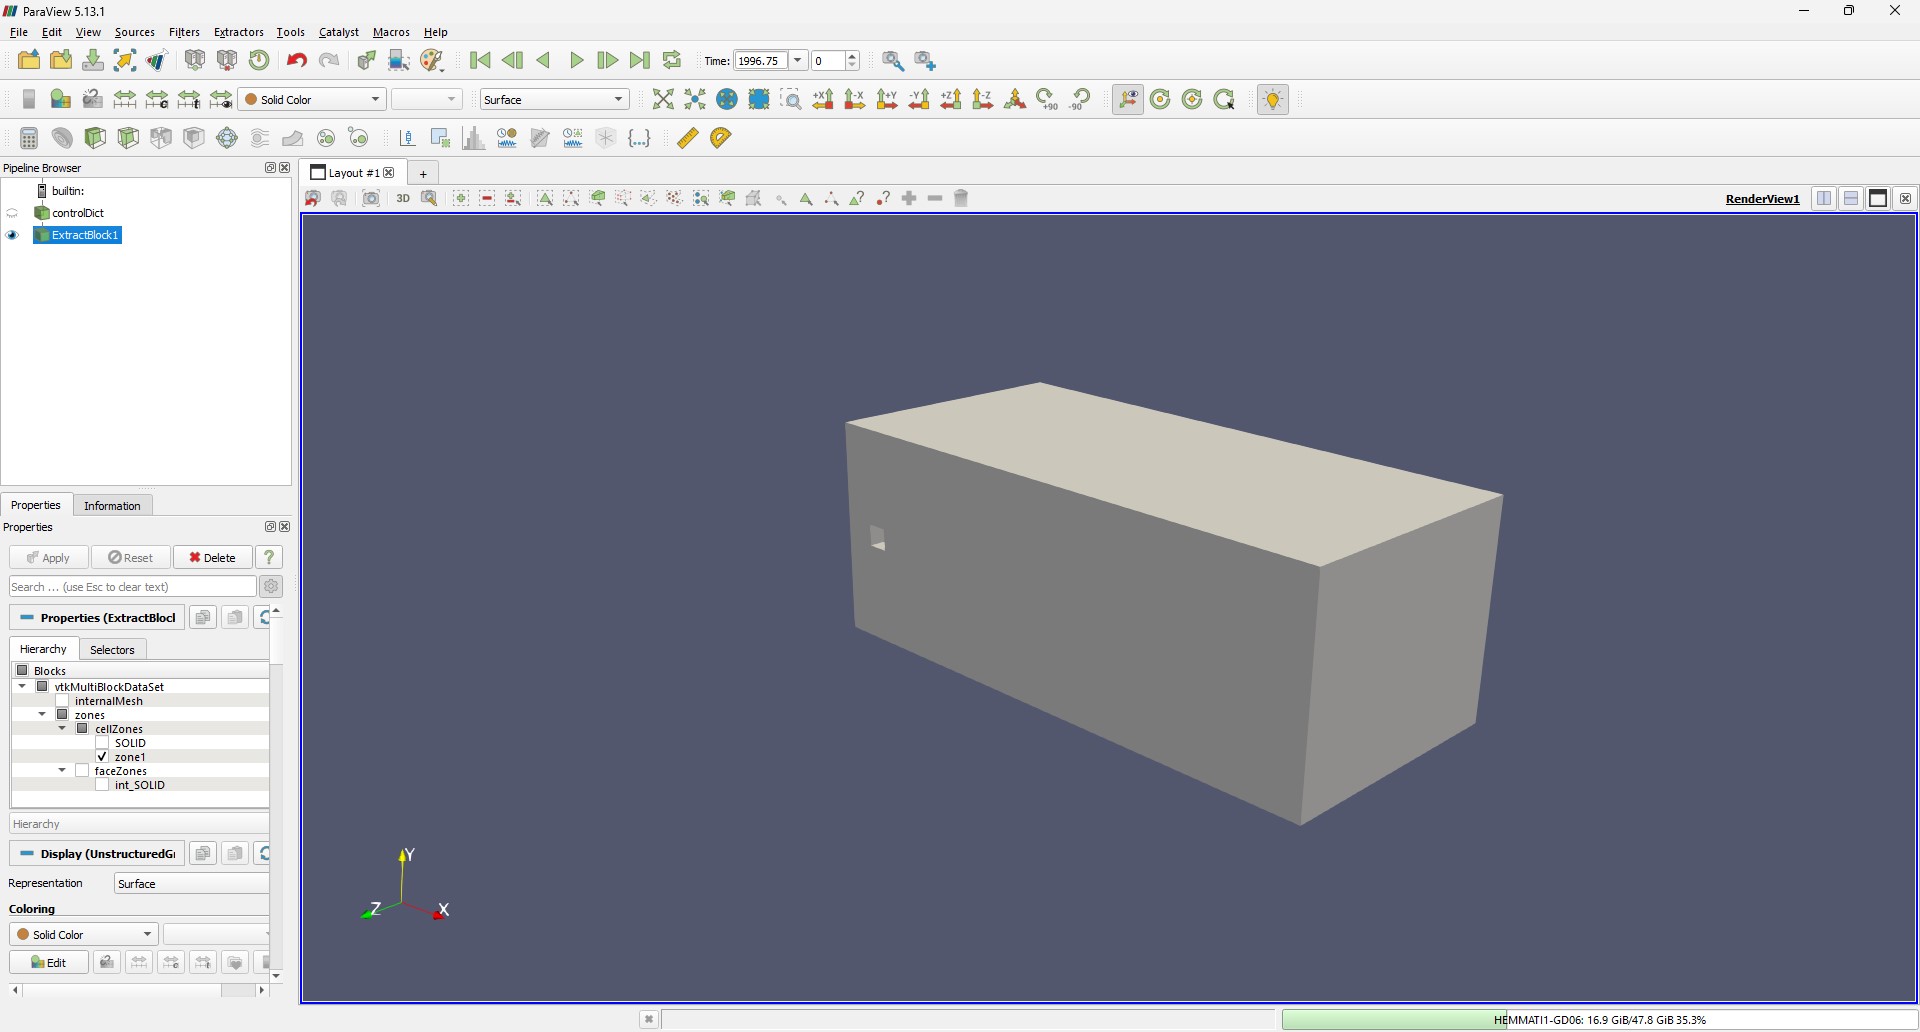 ParaView 5.13.1
File Edit View Sources Filters Extractors Tools Catalyst Macros Help
Time: 1996.75 0
Solid Color Surface +X -X +Y -Y +Z -Z +90 -90
Pipeline Browser
Layout #1 +
builtin:
3D RenderView1
controlDict
ExtractBlock1
Properties Information
Properties
Apply Reset Delete ?
Search ... (use Esc to clear text)
Properties (ExtractBlocl
Hierarchy Selectors
Blocks
vtkMultiBlockDataSet
internalMesh
zones
cellZones
SOLID
zone1
faceZones
int_SOLID
Hierarchy
Display (UnstructuredG
Representation Surface
Coloring
Solid Color
Edit
Y
Z X
HEMMATI1-GD06: 16.9 GiB/47.8 GiB 35.3%